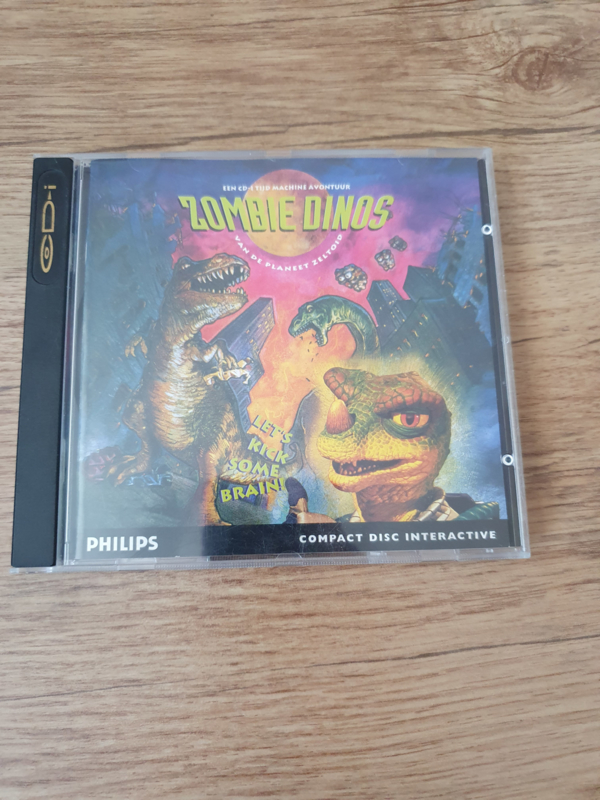 CD-i
EEN CD-I TIJD MACHINE AVONTUUR
ZOMBIE DINOS
VAN DE PLANEET ZELTOID
LET'S
KICK
SOME
BRAIN!
PHILIPS
COMPACT DISC INTERACTIVE